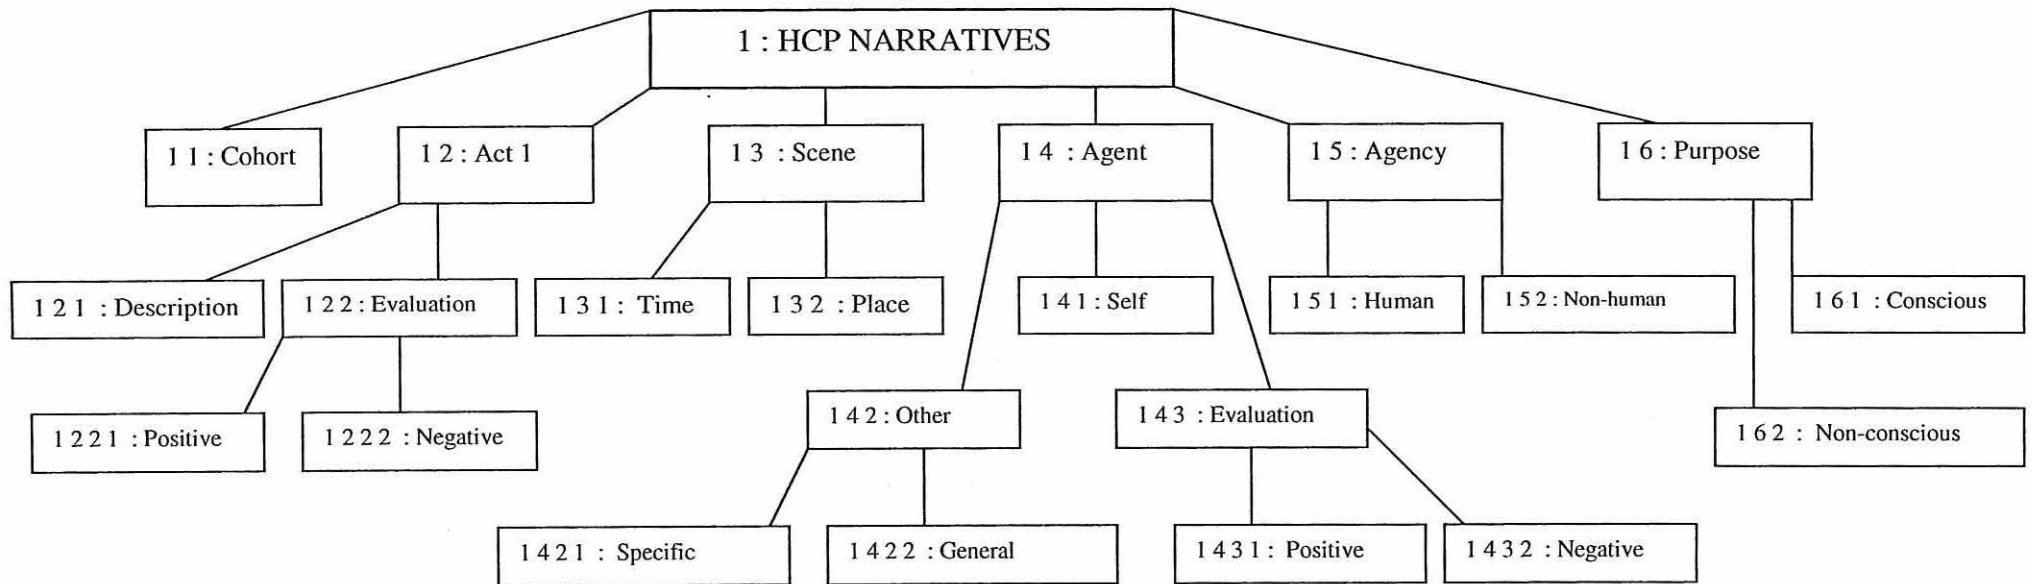 1 : HCP NARRATIVES
1 1 : Cohort
1 2 : Act 1
1 3 : Scene
1 4 : Agent
1 5 : Agency
1 6 : Purpose
1 2 1 : Description
1 2 2 : Evaluation
1 3 1 : Time
1 3 2 : Place
1 4 1 : Self
1 5 1 : Human
1 5 2 : Non-human
1 6 1 : Conscious
1 2 2 1 : Positive
1 2 2 2 : Negative
1 4 2 : Other
1 4 3 : Evaluation
1 6 2 : Non-conscious
1 4 2 1 : Specific
1 4 2 2 : General
1 4 3 1 : Positive
1 4 3 2 : Negative